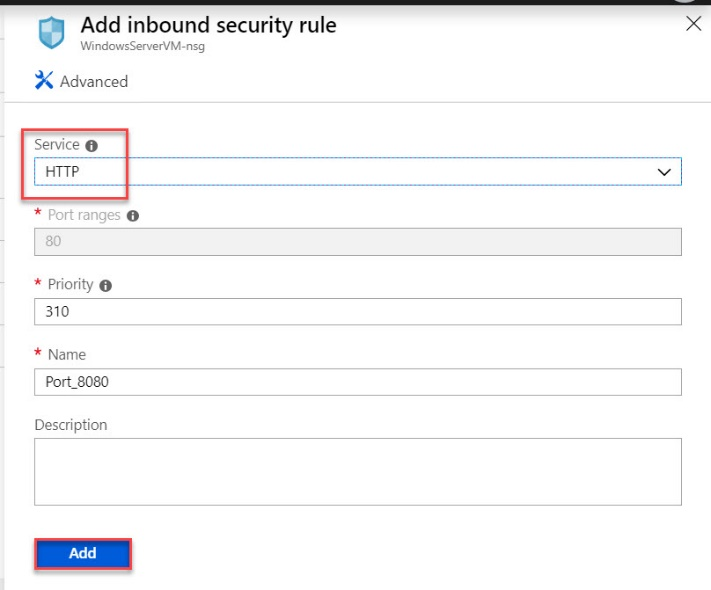 Add inbound security rule
WindowsServerVM-nsg
Advanced
Service
HTTP
* Port ranges
80
* Priority
310
* Name
Port_8080
Description
Add